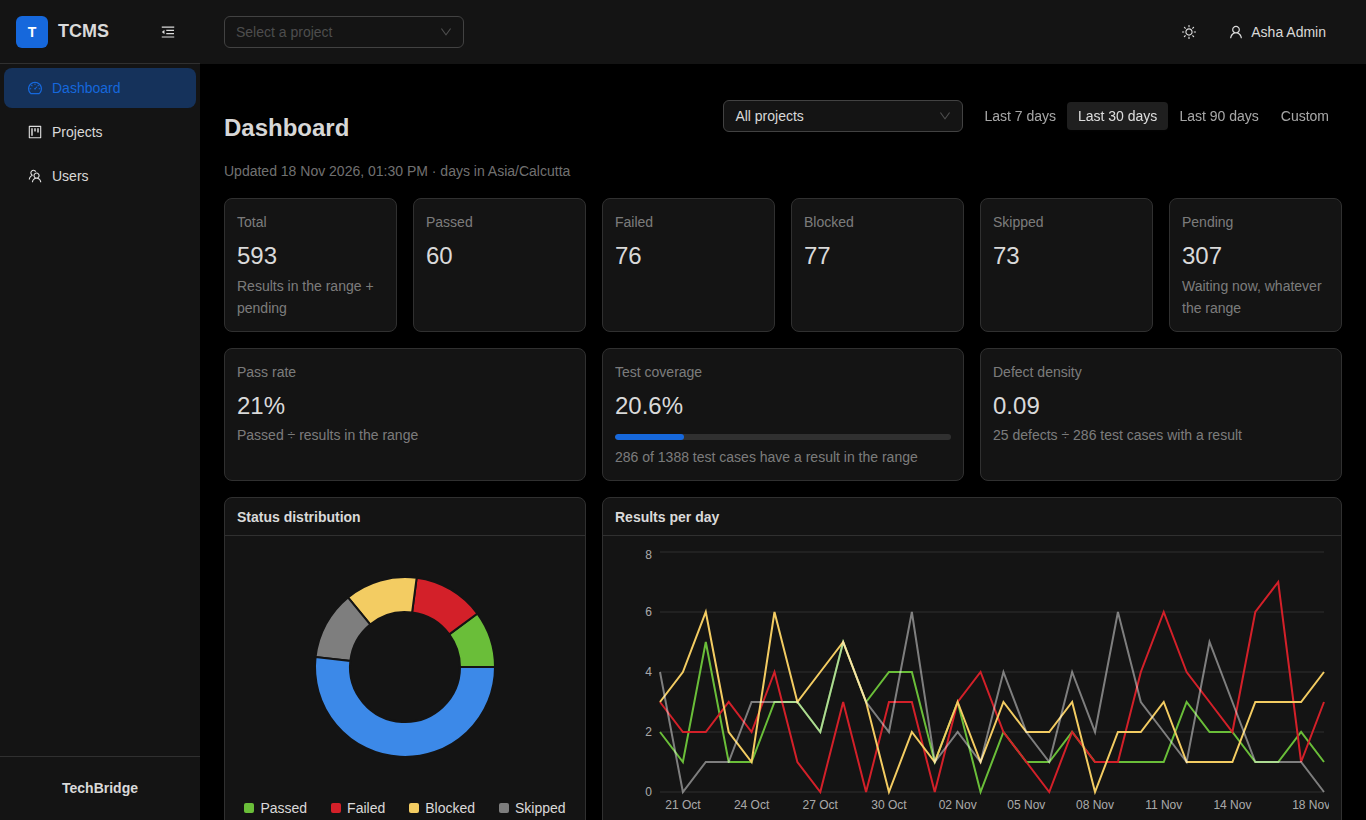 T TCMS
Select a project
Asha Admin
Dashboard
Projects
Users
TechBridge
Dashboard
All projects
Last 7 days Last 30 days Last 90 days Custom
Updated 18 Nov 2026, 01:30 PM · days in Asia/Calcutta
Total
593
Results in the range +
pending
Passed
60
Failed
76
Blocked
77
Skipped
73
Pending
307
Waiting now, whatever
the range
Pass rate
21%
Passed ÷ results in the range
Test coverage
20.6%
286 of 1388 test cases have a result in the range
Defect density
0.09
25 defects ÷ 286 test cases with a result
Status distribution
Passed Failed Blocked Skipped
Results per day
8
6
4
2
0
21 Oct 24 Oct 27 Oct 30 Oct 02 Nov 05 Nov 08 Nov 11 Nov 14 Nov 18 Nov